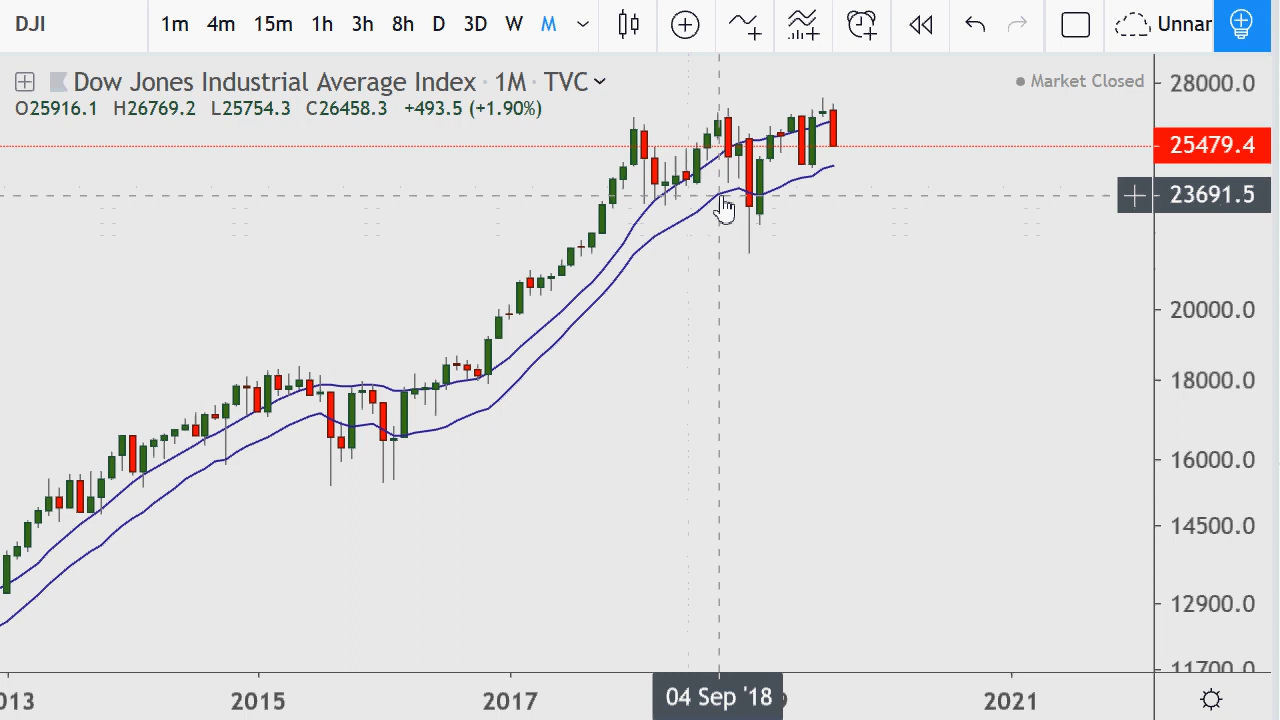 DJI 1m 4m 15m 1h 3h 8h D 3D W M Unnar
Dow Jones Industrial Average Index · 1M · TVC
Market Closed
O25916.1 H26769.2 L25754.3 C26458.3 +493.5 (+1.90%)
28000.0
25479.4
23691.5
20000.0
18000.0
16000.0
14500.0
12900.0
11700.0
013 2015 2017 04 Sep '18 2021